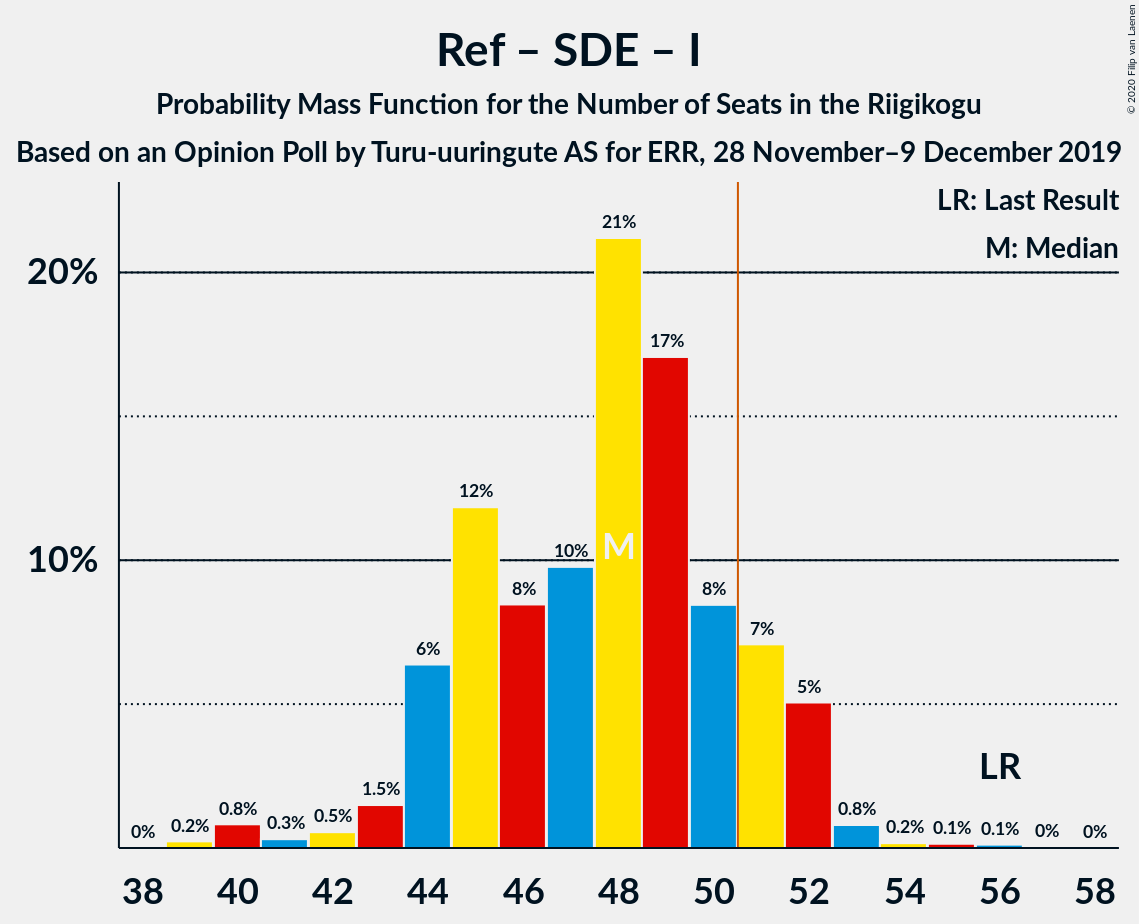 Ref – SDE – I
Probability Mass Function for the Number of Seats in the Riigikogu
Based on an Opinion Poll by Turu-uuringute AS for ERR, 28 November–9 December 2019
© 2020 Filip van Laenen
LR: Last Result
M: Median
20%
10%
0%
0.2%
0.8%
0.3%
0.5%
1.5%
6%
12%
8%
10%
21%
17%
8%
7%
5%
0.8%
0.2%
0.1%
0.1%
0%
0%
M
LR
38 40 42 44 46 48 50 52 54 56 58